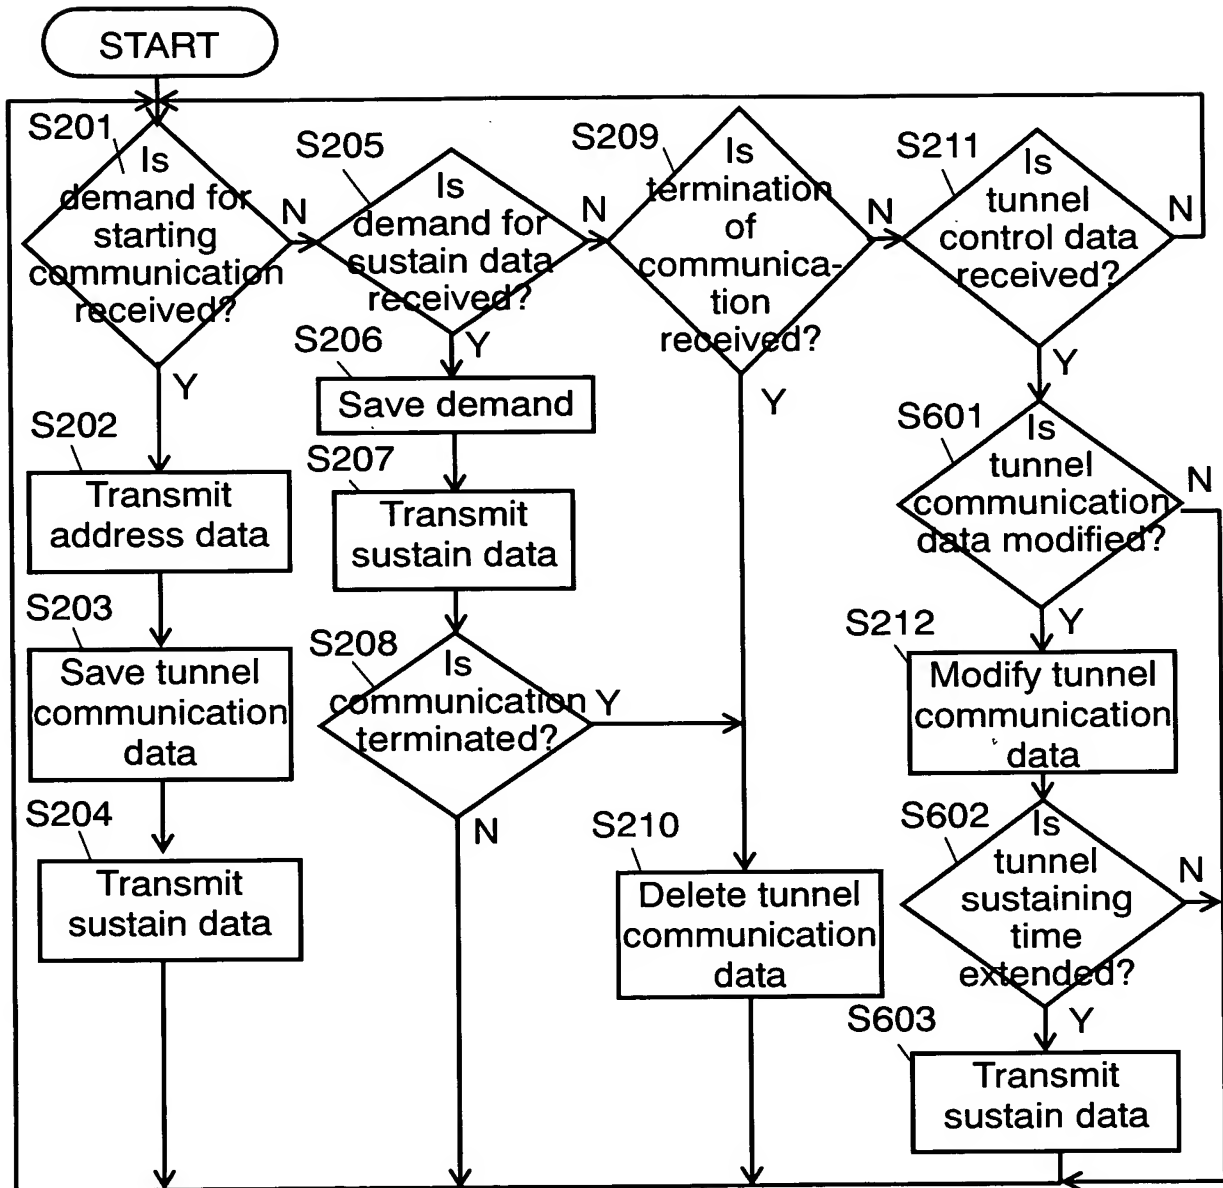 START
S201
Is
demand for
starting
communication
received?
N
Y
S202
Transmit
address data
S203
Save tunnel
communication
data
S204
Transmit
sustain data
S205
Is
demand for
sustain data
received?
N
Y
S206
Save demand
S207
Transmit
sustain data
S208
Is
communication
terminated?
Y
N
S209
Is
termination
of
communica-
tion
received?
N
Y
S210
Delete tunnel
communication
data
S211
Is
tunnel
control data
received?
N
Y
S601
Is
tunnel
communication
data modified?
N
Y
S212
Modify tunnel
communication
data
S602
Is
tunnel
sustaining
time
extended?
N
Y
S603
Transmit
sustain data